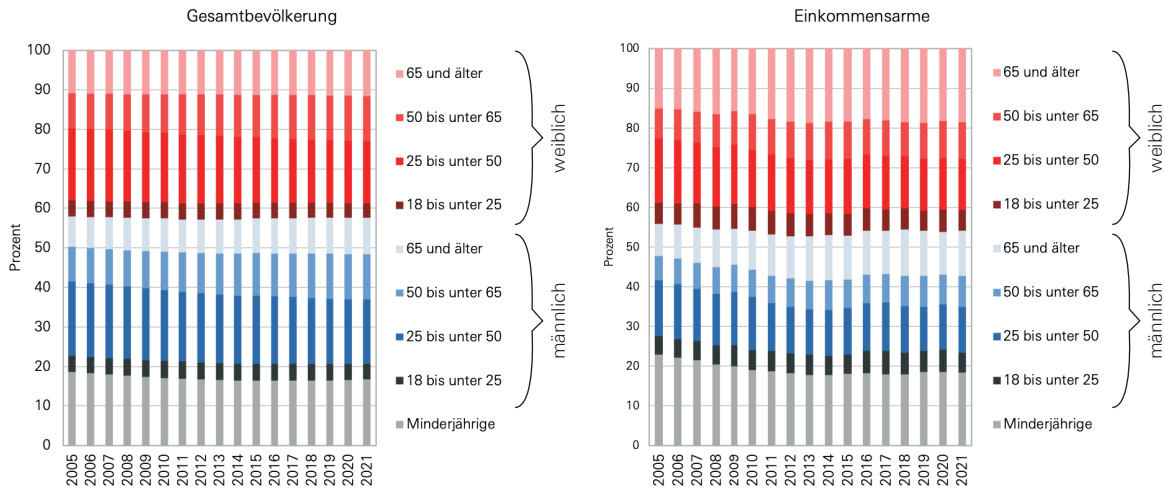 Gesamtbevölkerung
Prozent
100
90
80
70
60
50
40
30
20
10
0
2005
2006
2007
2008
2009
2010
2011
2012
2013
2014
2015
2016
2017
2018
2019
2020
2021
65 und älter
50 bis unter 65
25 bis unter 50
18 bis unter 25
weiblich
65 und älter
50 bis unter 65
25 bis unter 50
18 bis unter 25
männlich
Minderjährige
Einkommensarme
Prozent
100
90
80
70
60
50
40
30
20
10
0
2005
2006
2007
2008
2009
2010
2011
2012
2013
2014
2015
2016
2017
2018
2019
2020
2021
65 und älter
50 bis unter 65
25 bis unter 50
18 bis unter 25
weiblich
65 und älter
50 bis unter 65
25 bis unter 50
18 bis unter 25
männlich
Minderjährige